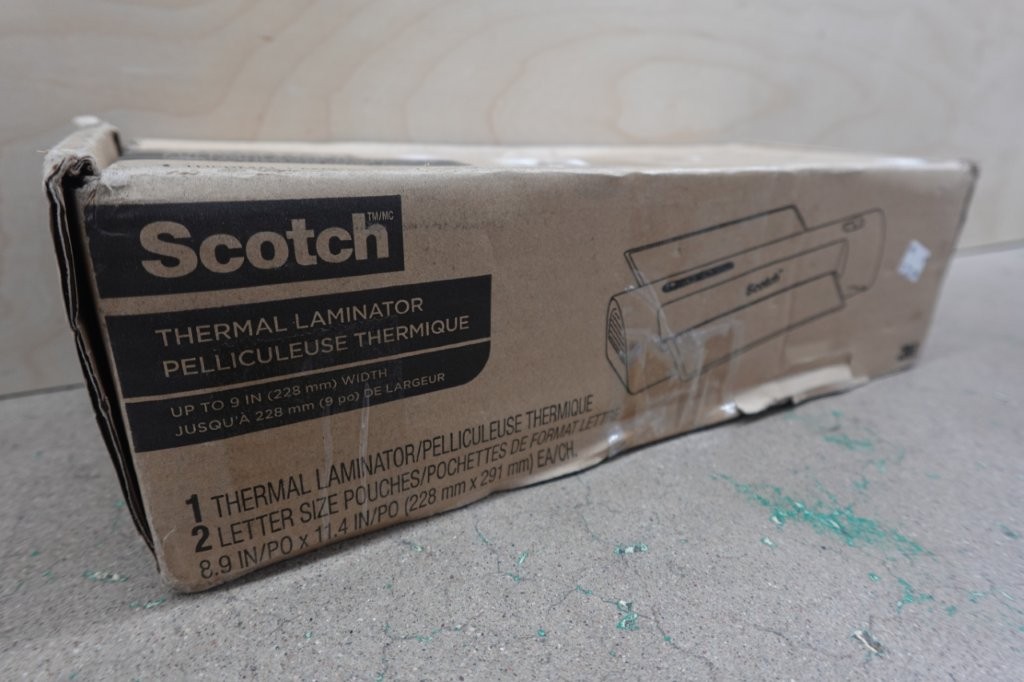 Scotch TM/MC
THERMAL LAMINATOR
PELLICULEUSE THERMIQUE
UP TO 9 IN (228 mm) WIDTH
JUSQU'À 228 mm (9 po) DE LARGEUR
Scotch
1 THERMAL LAMINATOR/PELLICULEUSE THERMIQUE
2 LETTER SIZE POUCHES/POCHETTES DE FORMAT LETTRE
8.9 IN/PO x 11.4 IN/PO (228 mm x 291 mm) EA/CH.